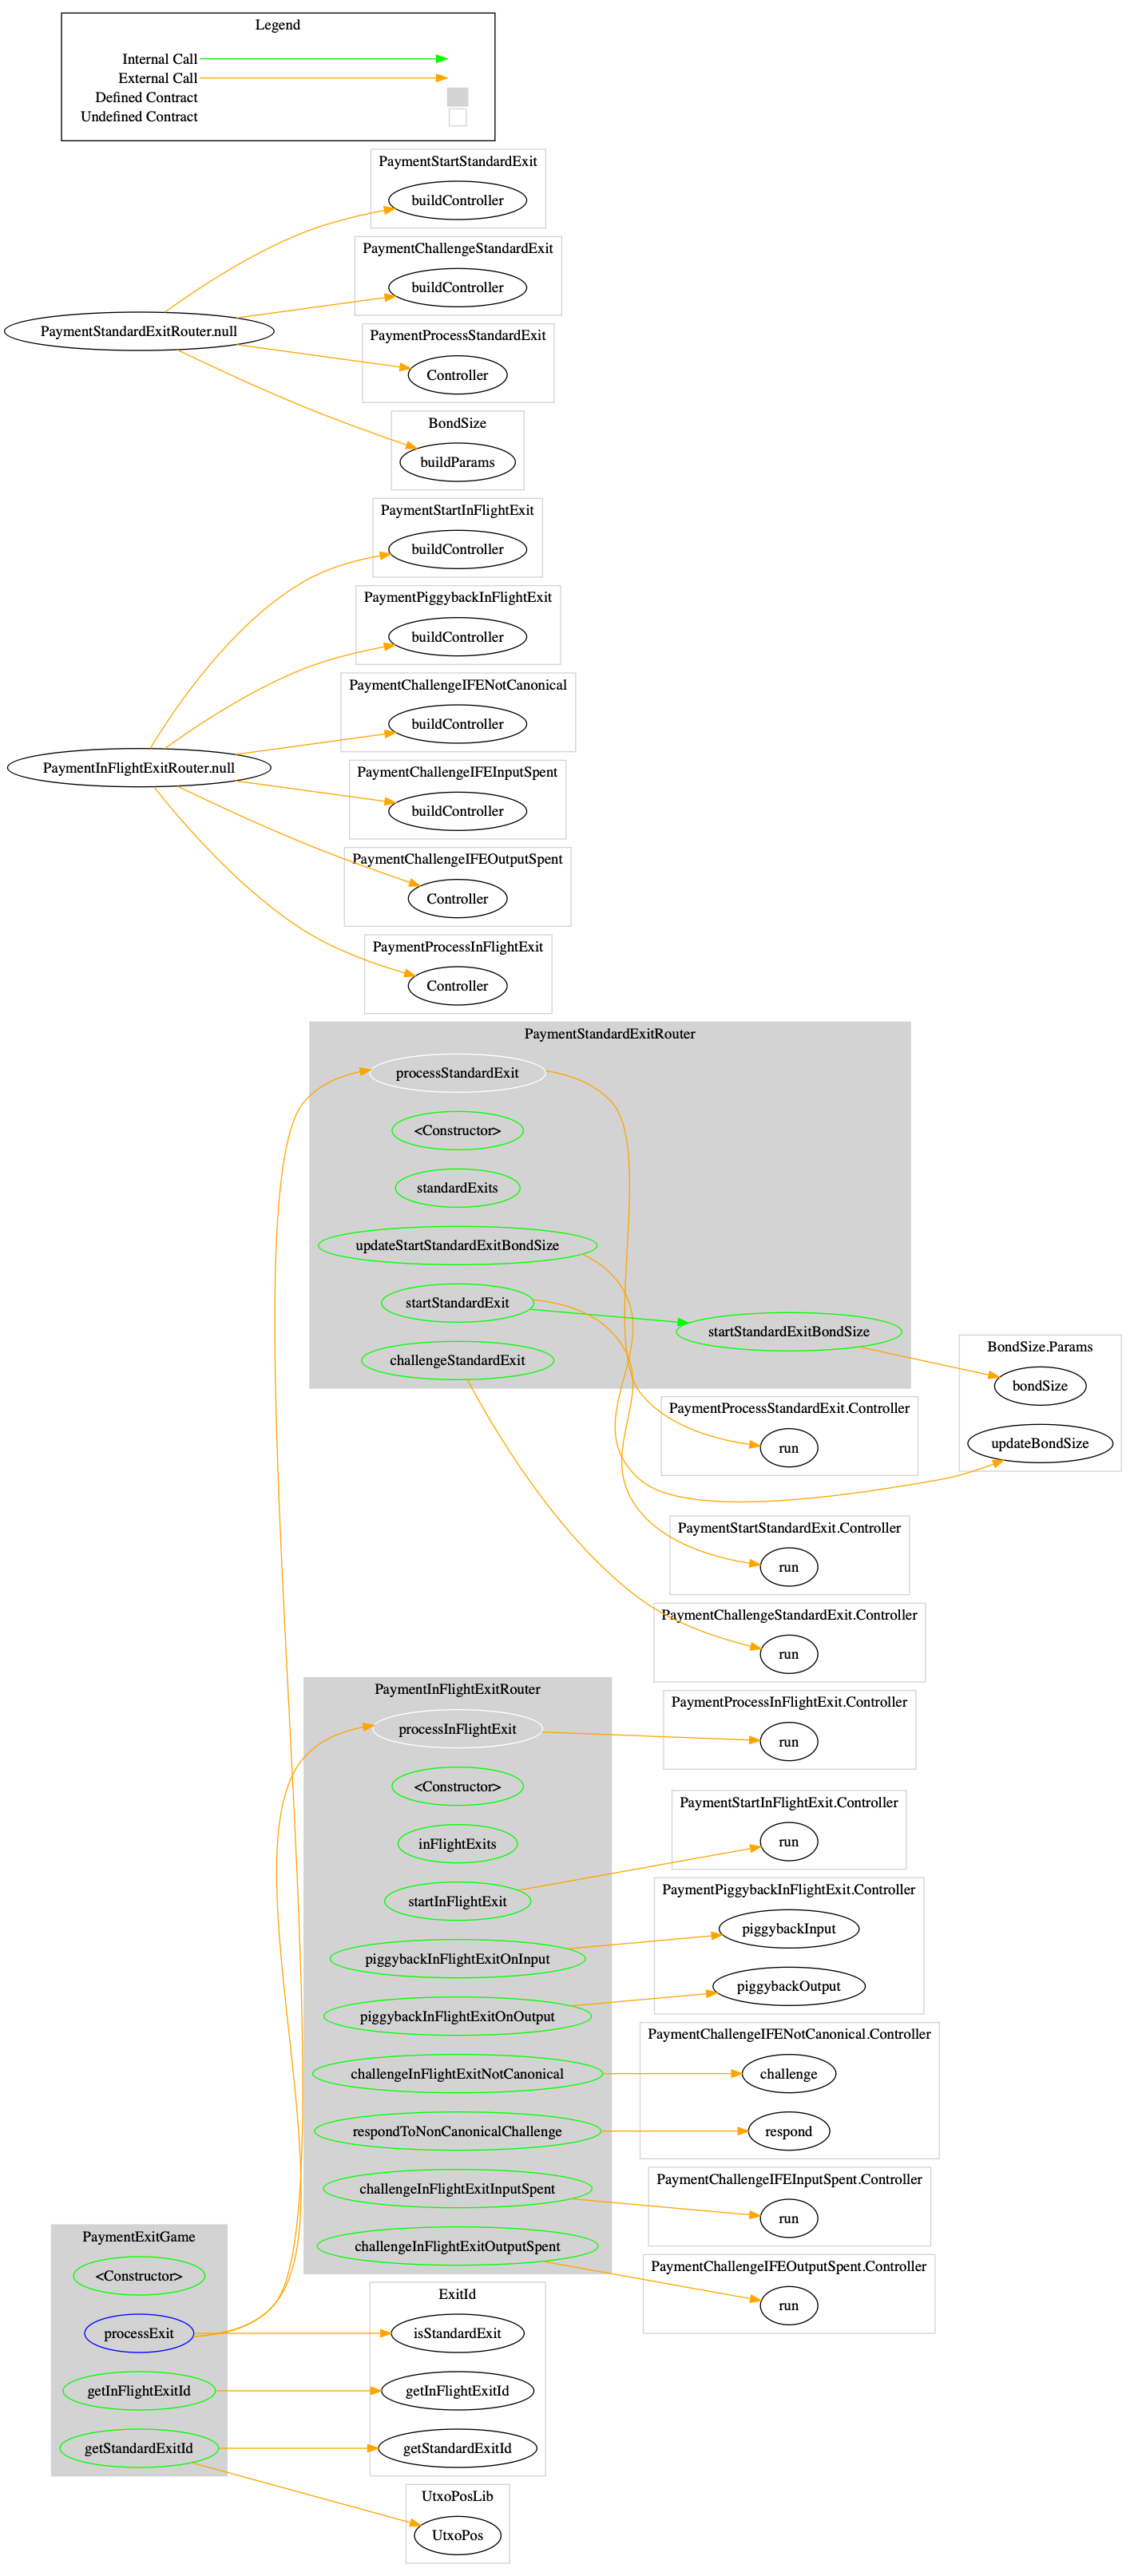 Legend
Internal Call
External Call
Defined Contract
Undefined Contract
PaymentStartStandardExit
buildController
PaymentChallengeStandardExit
buildController
PaymentStandardExitRouter.null
PaymentProcessStandardExit
Controller
BondSize
buildParams
PaymentStartInFlightExit
buildController
PaymentPiggybackInFlightExit
buildController
PaymentChallengeIFENotCanonical
buildController
PaymentInFlightExitRouter.null
PaymentChallengeIFEInputSpent
buildController
PaymentChallengeIFEOutputSpent
Controller
PaymentProcessInFlightExit
Controller
PaymentStandardExitRouter
processStandardExit
<Constructor>
standardExits
updateStartStandardExitBondSize
startStandardExit
startStandardExitBondSize
challengeStandardExit
BondSize.Params
bondSize
updateBondSize
PaymentProcessStandardExit.Controller
run
PaymentStartStandardExit.Controller
run
PaymentChallengeStandardExit.Controller
run
PaymentInFlightExitRouter
processInFlightExit
<Constructor>
inFlightExits
startInFlightExit
piggybackInFlightExitOnInput
piggybackInFlightExitOnOutput
challengeInFlightExitNotCanonical
respondToNonCanonicalChallenge
challengeInFlightExitInputSpent
challengeInFlightExitOutputSpent
PaymentProcessInFlightExit.Controller
run
PaymentStartInFlightExit.Controller
run
PaymentPiggybackInFlightExit.Controller
piggybackInput
piggybackOutput
PaymentChallengeIFENotCanonical.Controller
challenge
respond
PaymentChallengeIFEInputSpent.Controller
run
PaymentChallengeIFEOutputSpent.Controller
run
PaymentExitGame
<Constructor>
processExit
getInFlightExitId
getStandardExitId
ExitId
isStandardExit
getInFlightExitId
getStandardExitId
UtxoPosLib
UtxoPos